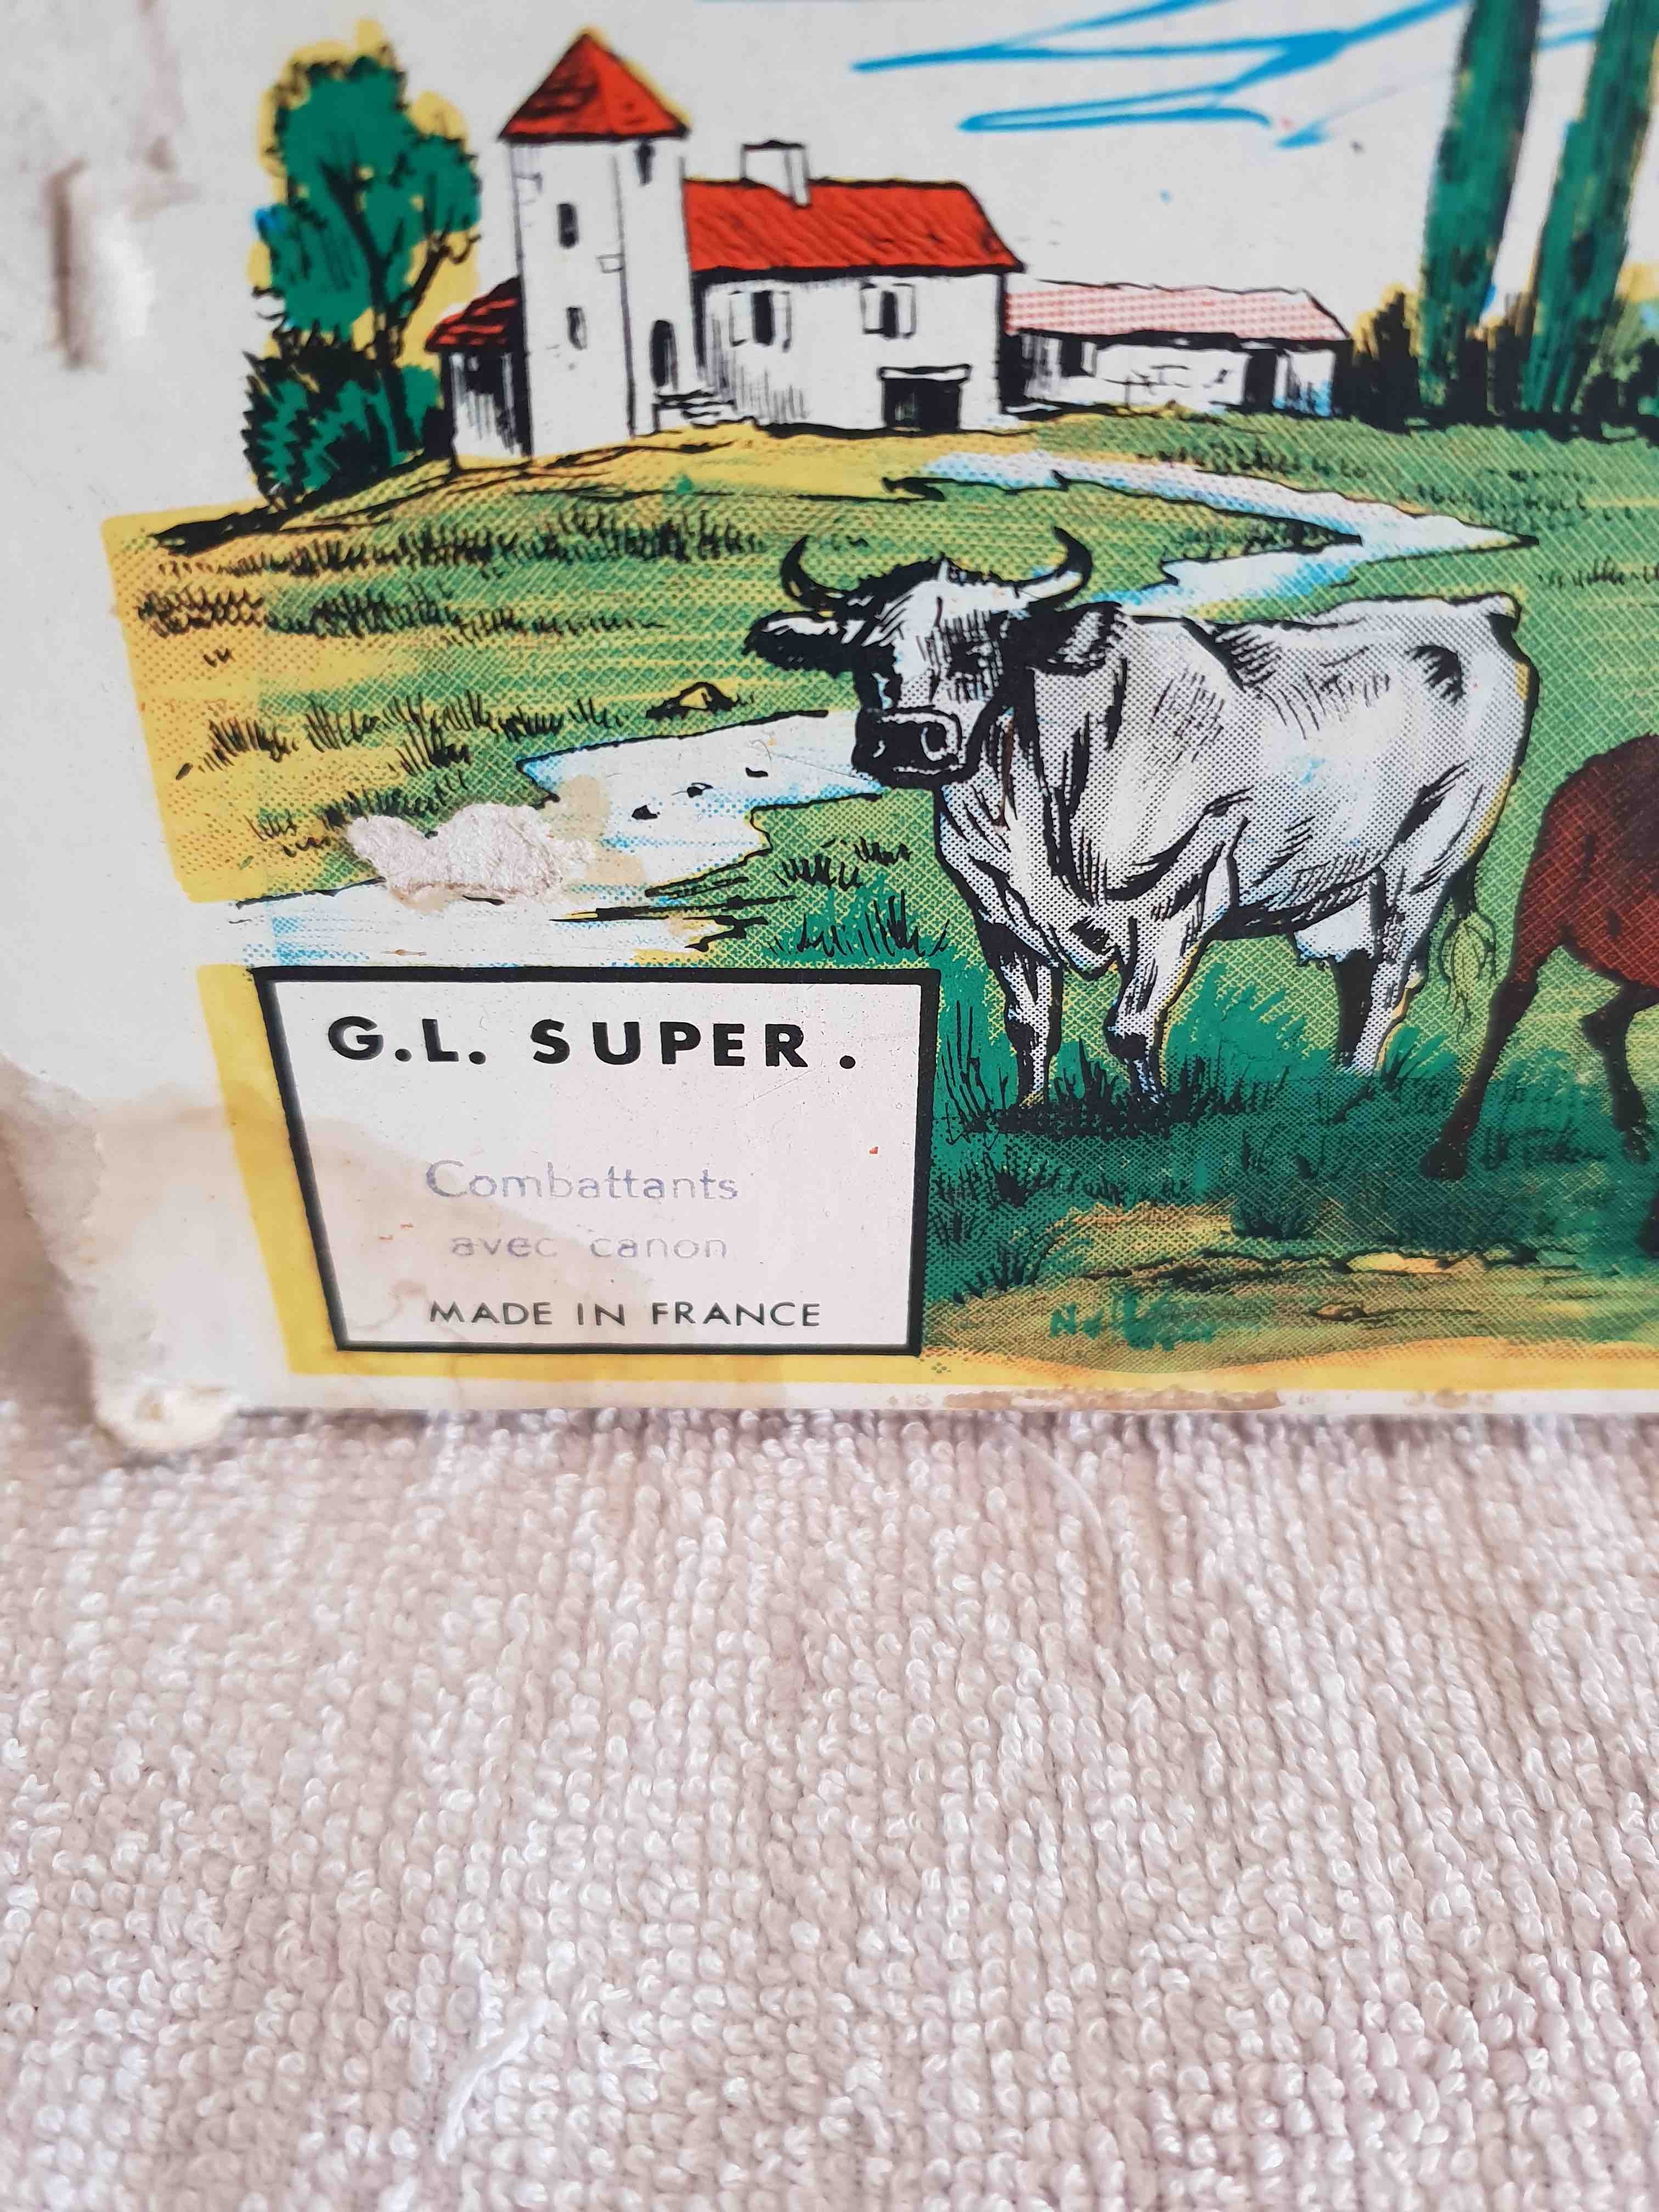 G.L. SUPER.
Combattants
avec canon
MADE IN FRANCE